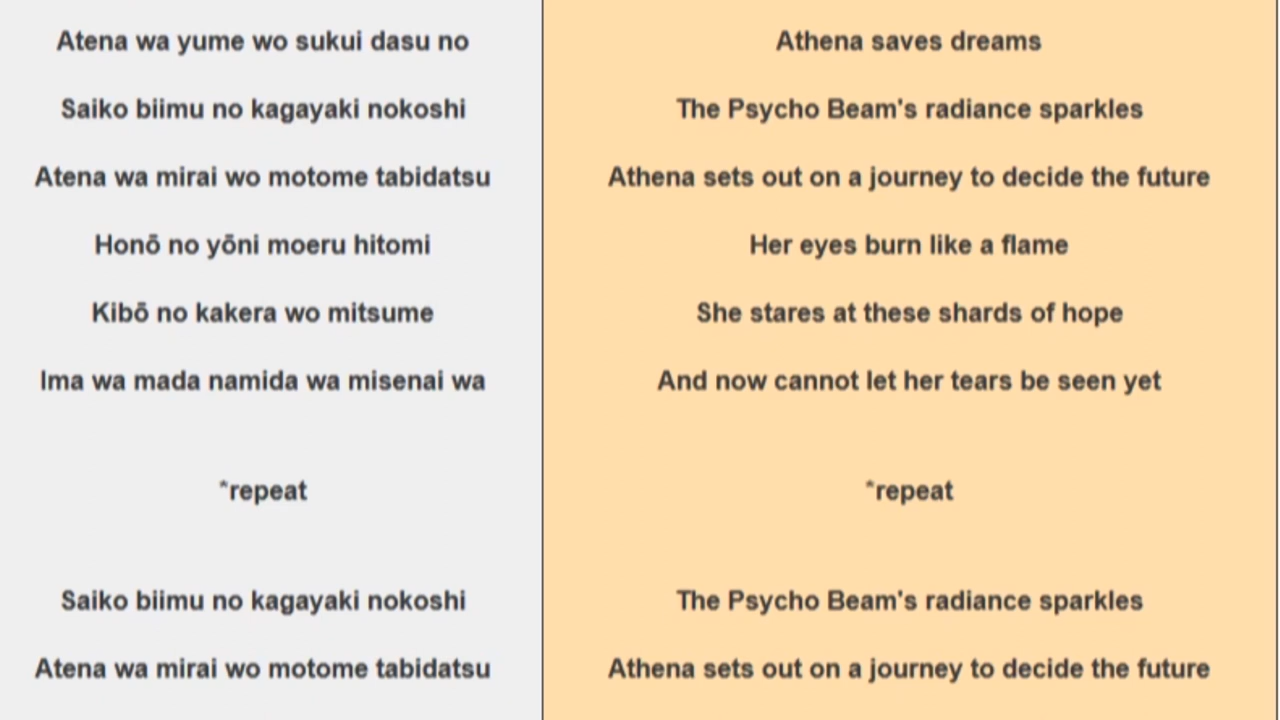 Atena wa yume wo sukui dasu no
Athena saves dreams
Saiko biimu no kagayaki nokoshi
The Psycho Beam's radiance sparkles
Atena wa mirai wo motome tabidatsu
Athena sets out on a journey to decide the future
Honō no yōni moeru hitomi
Her eyes burn like a flame
Kibō no kakera wo mitsume
She stares at these shards of hope
Ima wa mada namida wa misenai wa
And now cannot let her tears be seen yet
*repeat
*repeat
Saiko biimu no kagayaki nokoshi
The Psycho Beam's radiance sparkles
Atena wa mirai wo motome tabidatsu
Athena sets out on a journey to decide the future